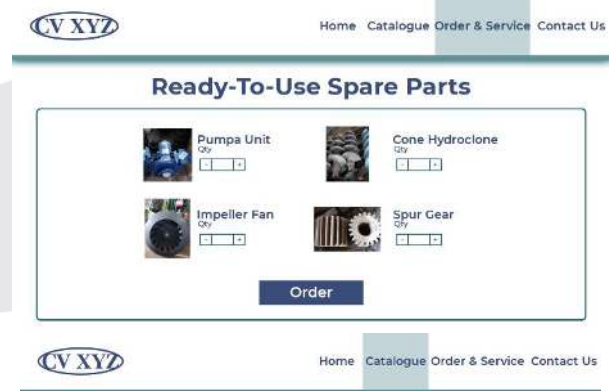 CV XYZ Home Catalogue Order & Service Contact Us
Ready-To-Use Spare Parts
Pumpa Unit
Qty
- +
Cone Hydroclone
Qty
- +
Impeller Fan
Qty
- +
Spur Gear
Qty
- +
Order
CV XYZ Home Catalogue Order & Service Contact Us